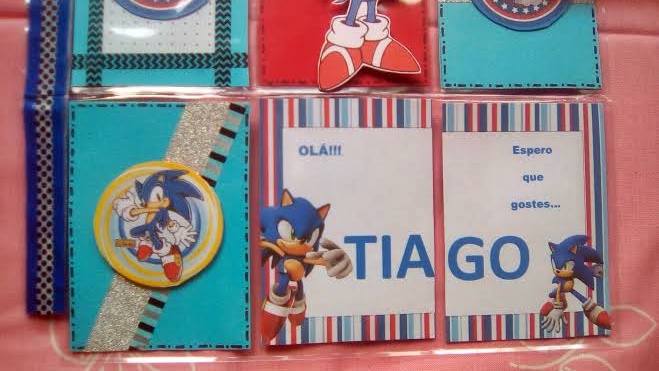 OLÁ!!!
TIAGO
Espero
que
gostes...